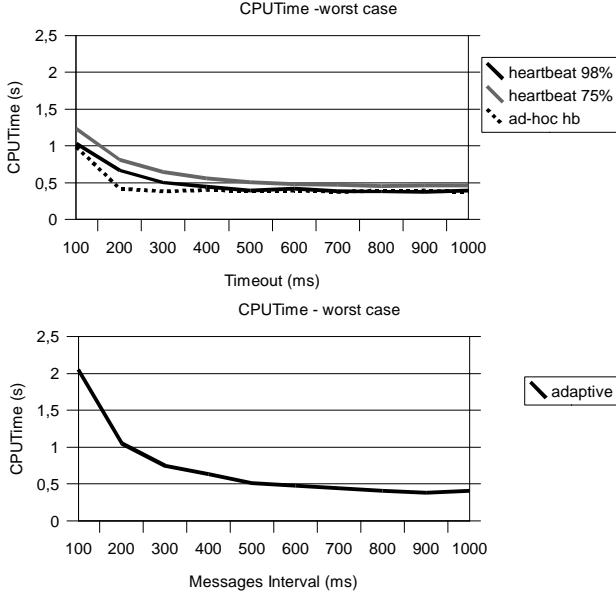 CPUTime -worst case
2,5
2
1,5
1
0,5
0
CPUTime (s)
100 200 300 400 500 600 700 800 900 1000
Timeout (ms)
heartbeat 98%
heartbeat 75%
ad-hoc hb
CPUTime - worst case
2,5
2
1,5
1
0,5
0
CPUTime (s)
100 200 300 400 500 600 700 800 900 1000
Messages Interval (ms)
adaptive